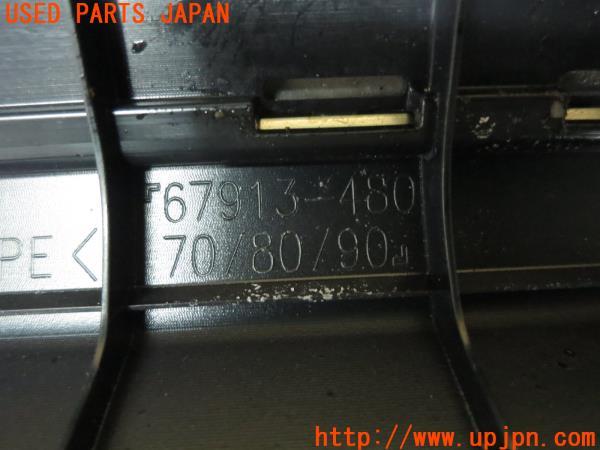 USED PARTS JAPAN
「67913-480
PE<
70/80/90」
http://www.upjpn.com